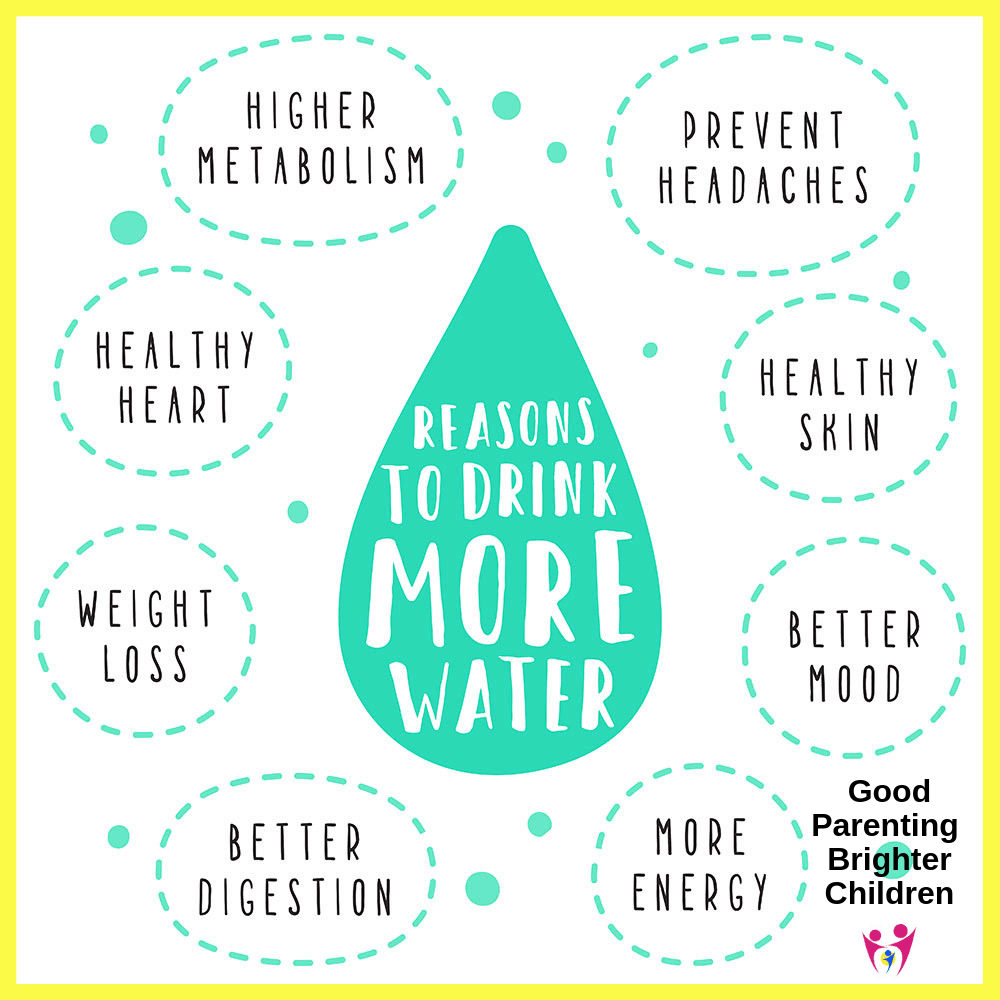 HIGHER
METABOLISM
PREVENT
HEADACHES
HEALTHY
HEART
HEALTHY
SKIN
REASONS
TO DRINK
MORE
WATER
WEIGHT
LOSS
BETTER
MOOD
BETTER
DIGESTION
MORE
ENERGY
Good
Parenting
Brighter
Children